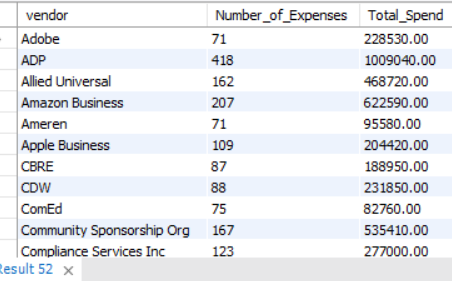 vendor Number_of_Expenses Total_Spend
Adobe 71 228530.00
ADP 418 1009040.00
Allied Universal 162 468720.00
Amazon Business 207 622590.00
Ameren 71 95580.00
Apple Business 109 204420.00
CBRE 87 188950.00
CDW 88 231850.00
ComEd 75 82760.00
Community Sponsorship Org 167 535410.00
Compliance Services Inc 123 277000.00
Result 52 ×